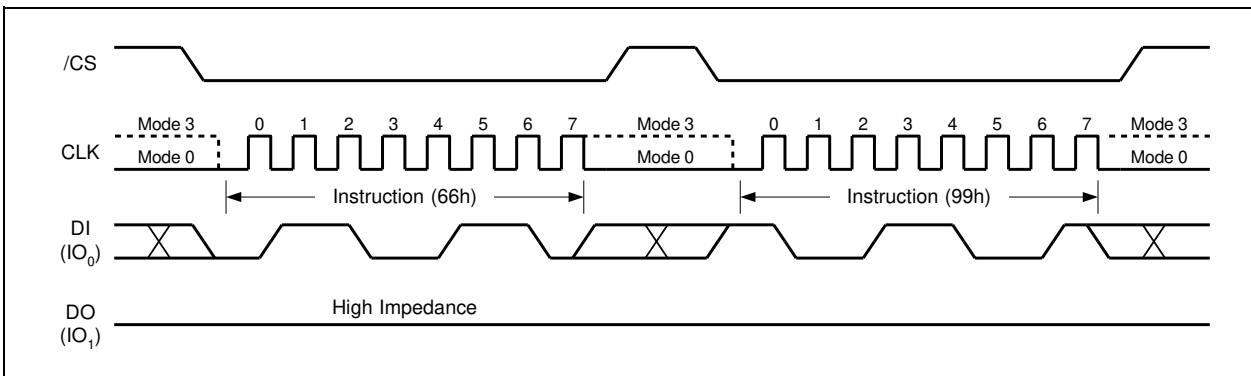 /CS
Mode 3 0 1 2 3 4 5 6 7 Mode 3 0 1 2 3 4 5 6 7 Mode 3
CLK
Mode 0 Mode 0 Mode 0
Instruction (66h) Instruction (99h)
DI
(IO0)
High Impedance
DO
(IO1)